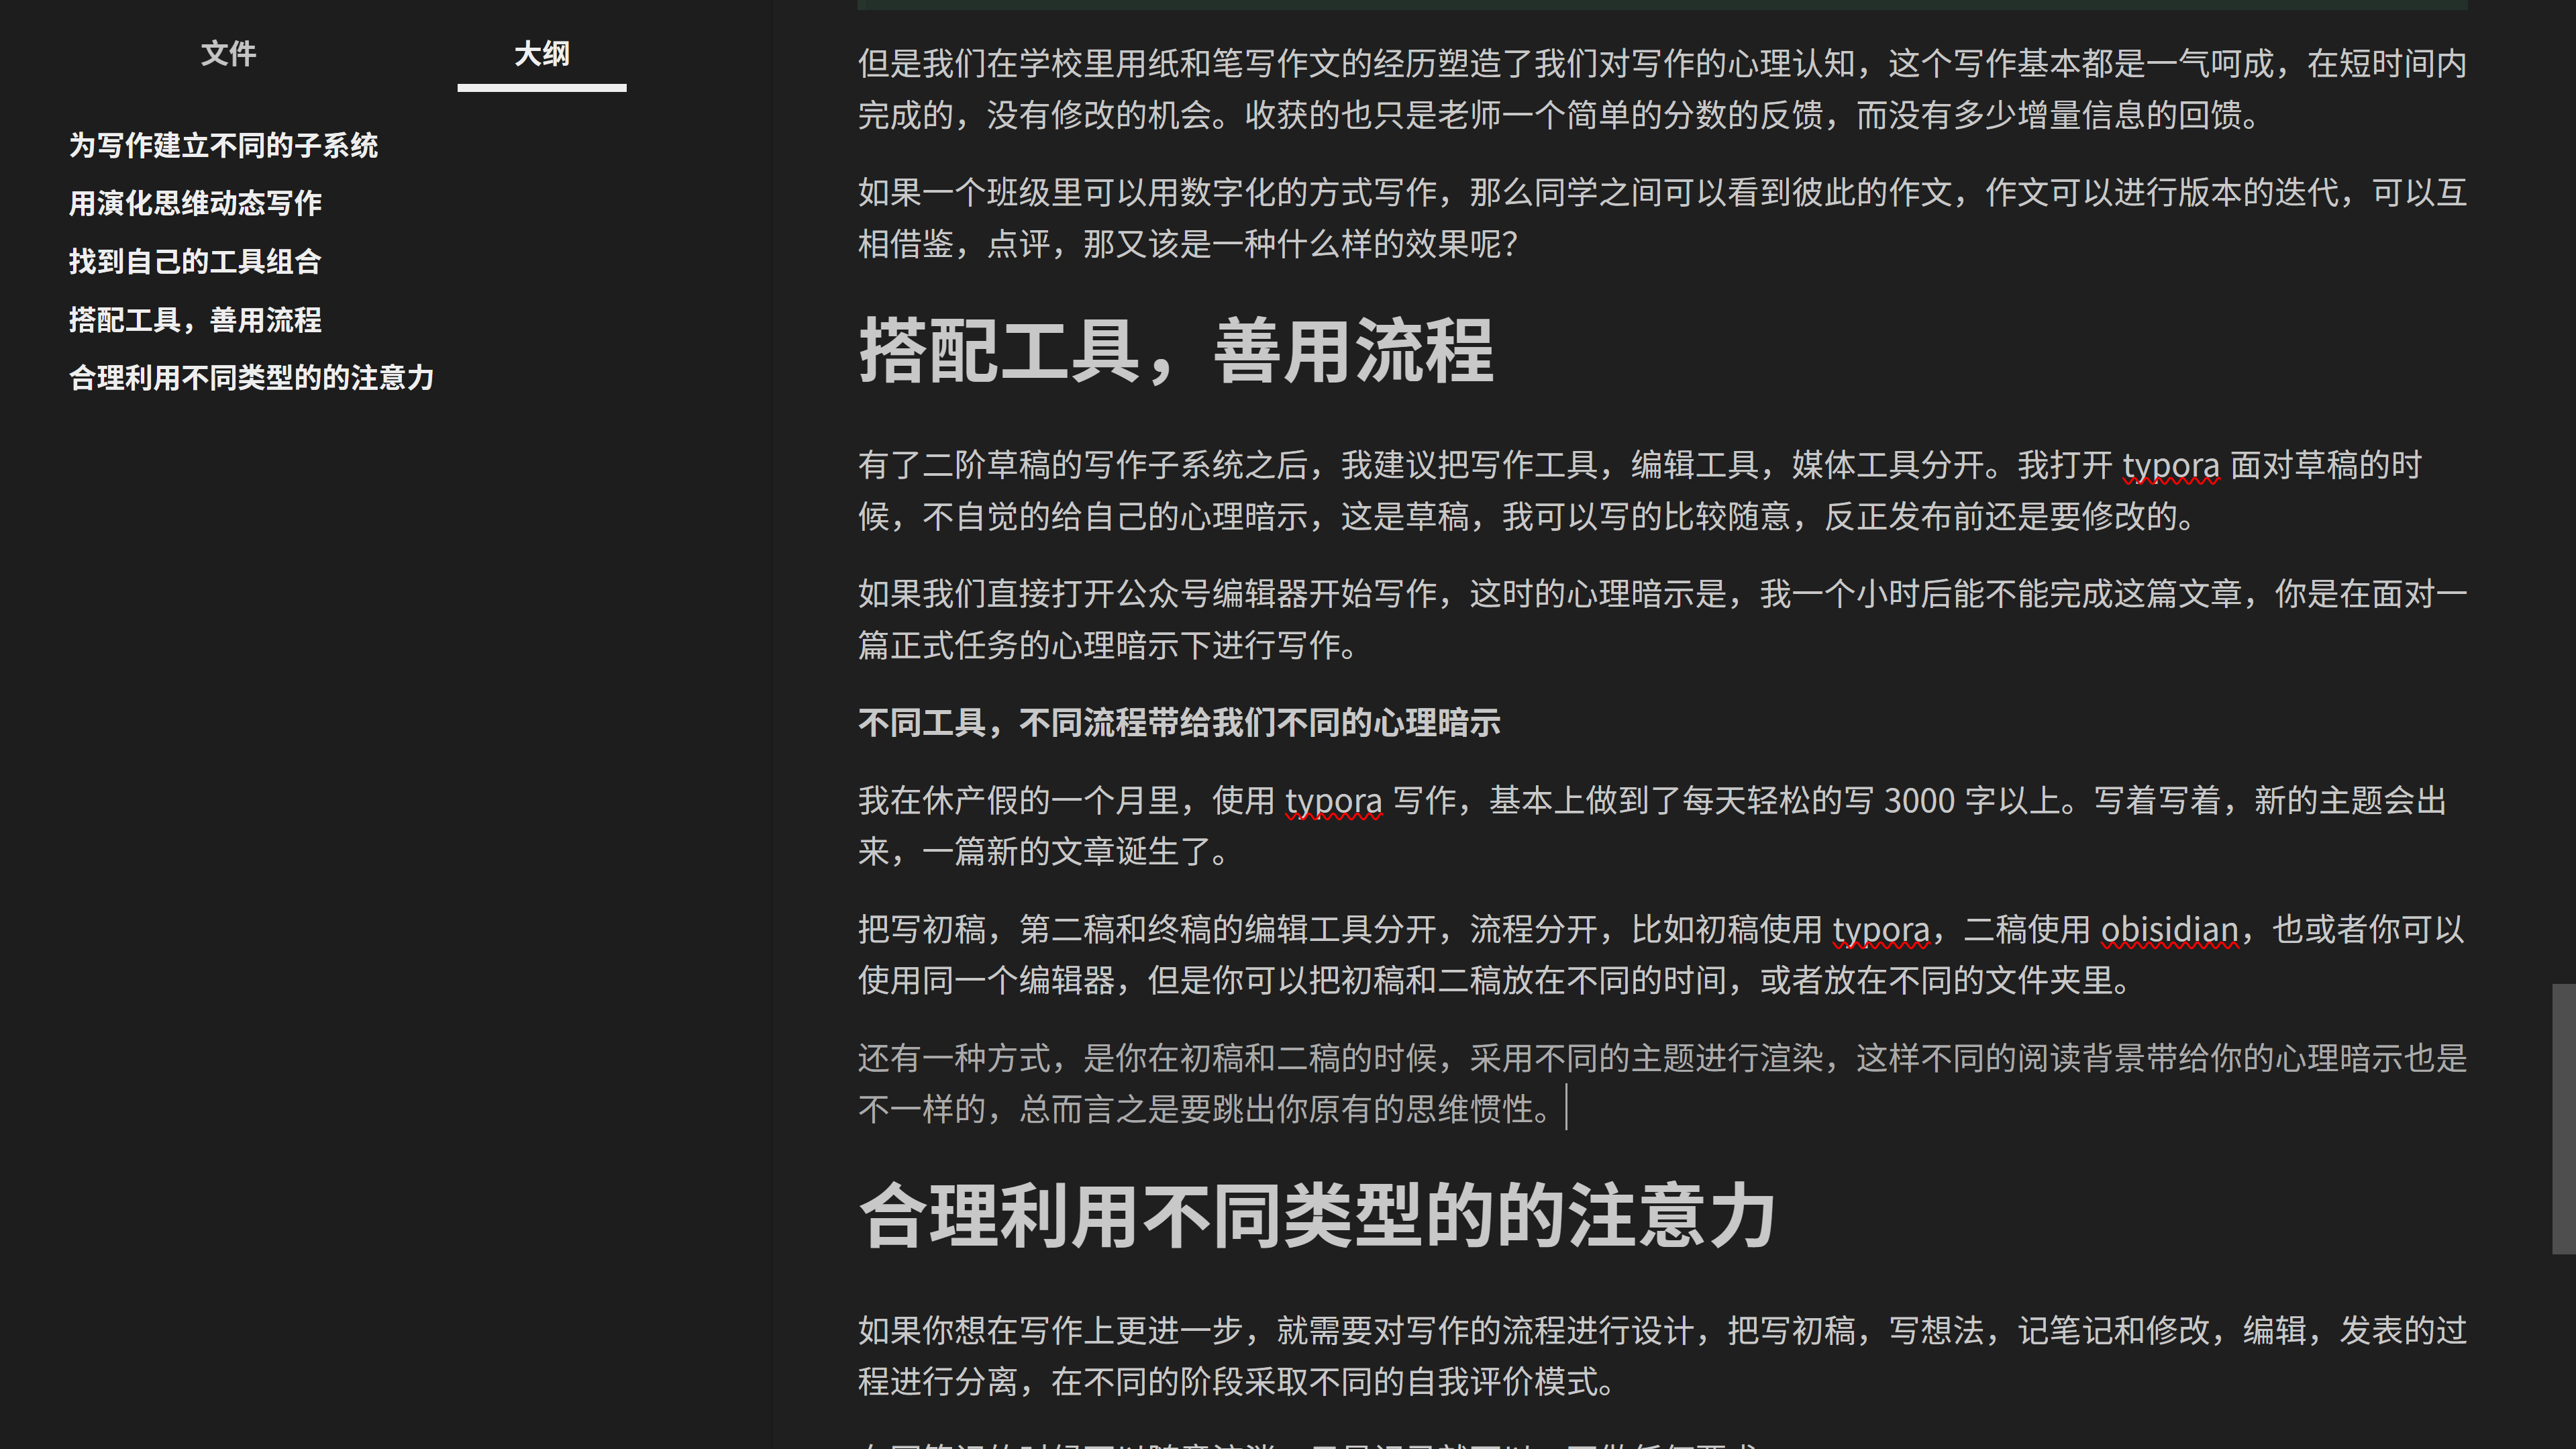 文件
大纲
为写作建立不同的子系统
用演化思维动态写作
找到自己的工具组合
搭配工具，善用流程
合理利用不同类型的的注意力
但是我们在学校里用纸和笔写作文的经历塑造了我们对写作的心理认知，这个写作基本都是一气呵成，在短时间内
完成的，没有修改的机会。收获的也只是老师一个简单的分数的反馈，而没有多少增量信息的回馈。
如果一个班级里可以用数字化的方式写作，那么同学之间可以看到彼此的作文，作文可以进行版本的迭代，可以互
相借鉴，点评，那又该是一种什么样的效果呢？
搭配工具，善用流程
有了二阶草稿的写作子系统之后，我建议把写作工具，编辑工具，媒体工具分开。我打开 typora 面对草稿的时
候，不自觉的给自己的心理暗示，这是草稿，我可以写的比较随意，反正发布前还是要修改的。
如果我们直接打开公众号编辑器开始写作，这时的心理暗示是，我一个小时后能不能完成这篇文章，你是在面对一
篇正式任务的心理暗示下进行写作。
不同工具，不同流程带给我们不同的心理暗示
我在休产假的一个月里，使用 typora 写作，基本上做到了每天轻松的写 3000 字以上。写着写着，新的主题会出
来，一篇新的文章诞生了。
把写初稿，第二稿和终稿的编辑工具分开，流程分开，比如初稿使用 typora，二稿使用 obisidian，也或者你可以
使用同一个编辑器，但是你可以把初稿和二稿放在不同的时间，或者放在不同的文件夹里。
还有一种方式，是你在初稿和二稿的时候，采用不同的主题进行渲染，这样不同的阅读背景带给你的心理暗示也是
不一样的，总而言之是要跳出你原有的思维惯性。
合理利用不同类型的的注意力
如果你想在写作上更进一步，就需要对写作的流程进行设计，把写初稿，写想法，记笔记和修改，编辑，发表的过
程进行分离，在不同的阶段采取不同的自我评价模式。